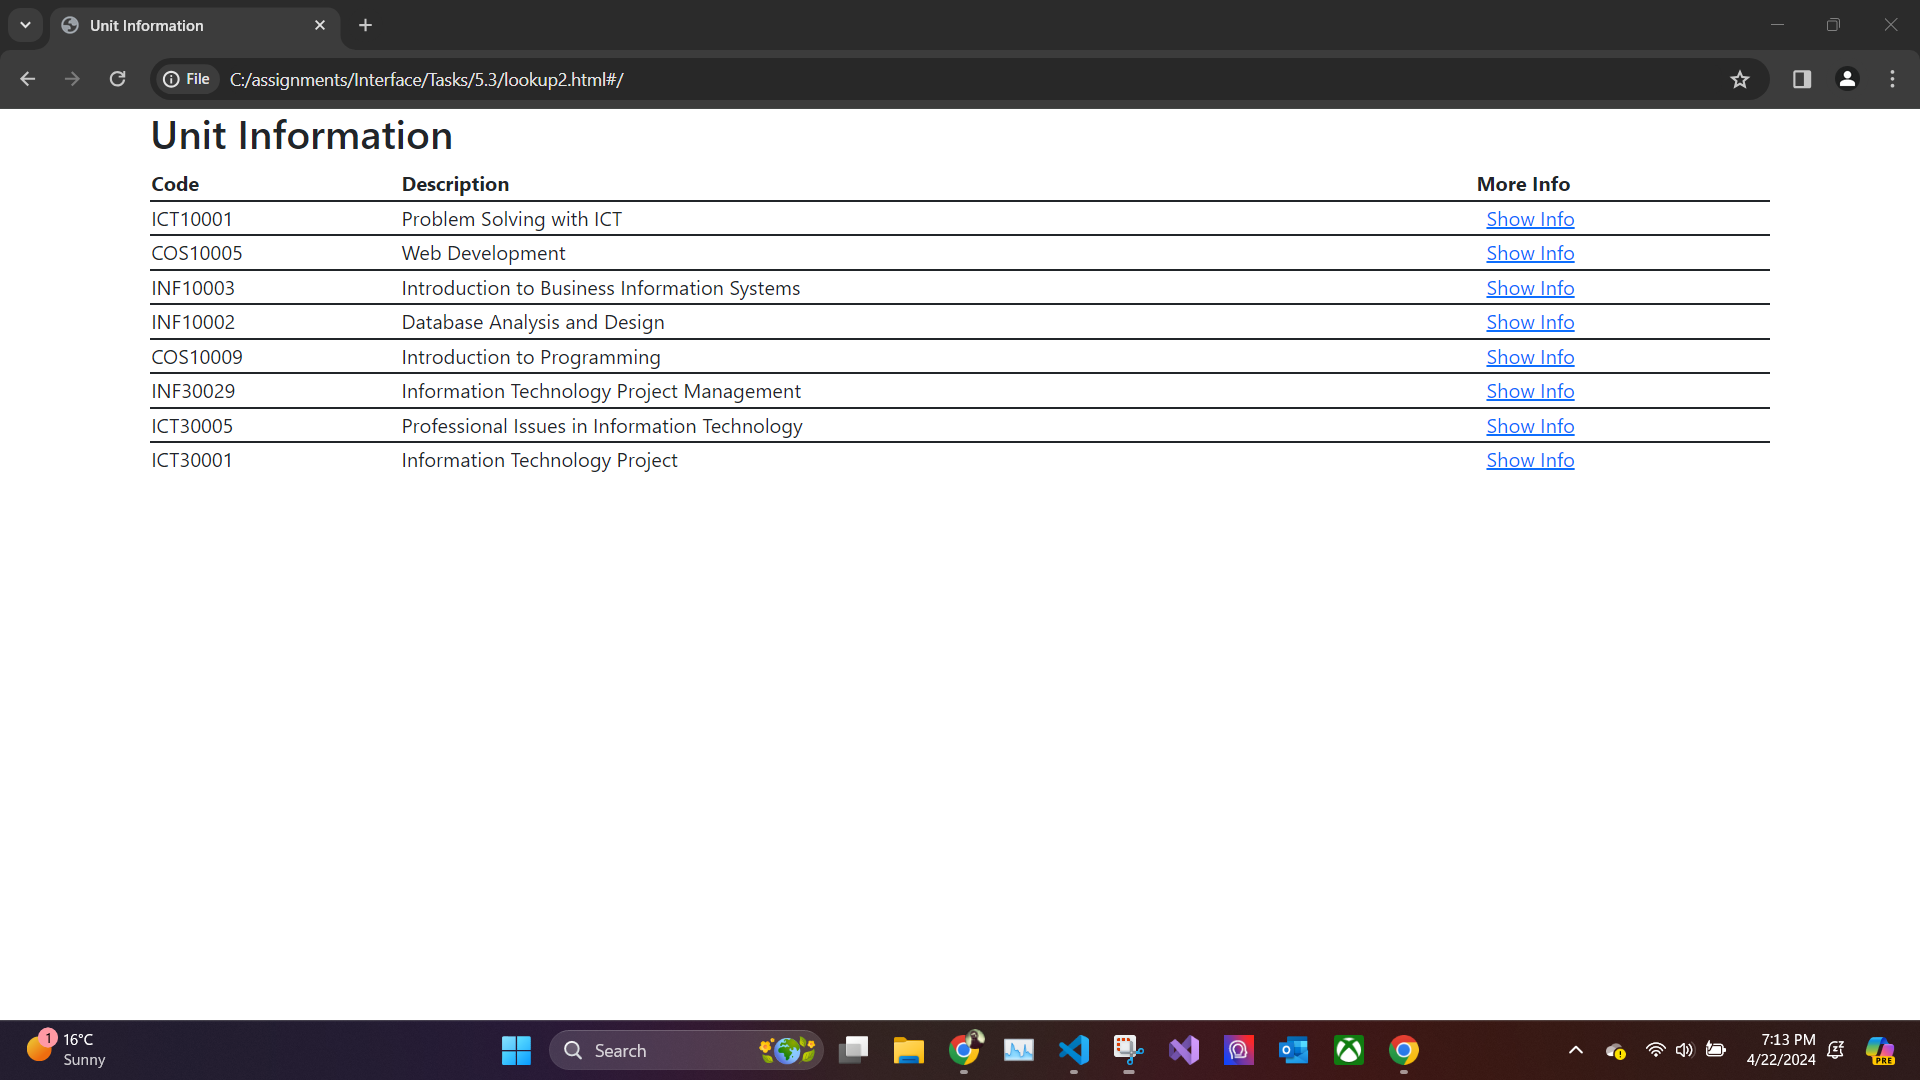 Unit Information
File C:/assignments/Interface/Tasks/5.3/lookup2.html#/
Unit Information
Code Description More Info
ICT10001 Problem Solving with ICT Show Info
COS10005 Web Development Show Info
INF10003 Introduction to Business Information Systems Show Info
INF10002 Database Analysis and Design Show Info
COS10009 Introduction to Programming Show Info
INF30029 Information Technology Project Management Show Info
ICT30005 Professional Issues in Information Technology Show Info
ICT30001 Information Technology Project Show Info
1 16°C
Sunny
Search
7:13 PM
4/22/2024
PRE